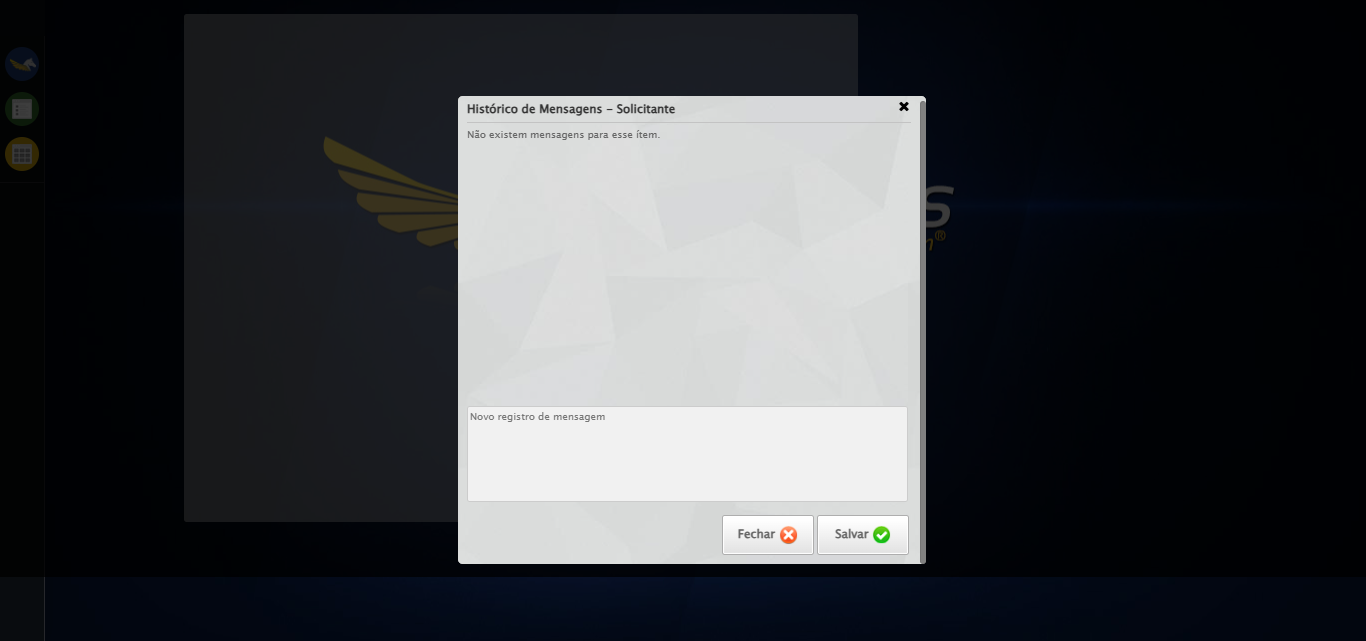 Histórico de Mensagens - Solicitante
Não existem mensagens para esse ítem.
Novo registro de mensagem
Fechar
Salvar